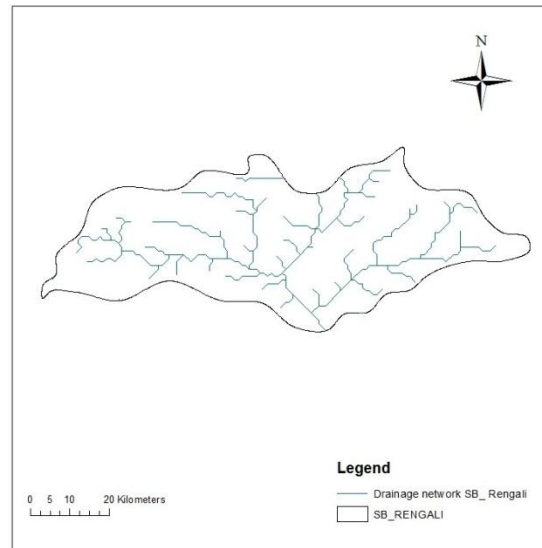 N
Legend
Drainage network SB_ Rengali
SB_RENGALI
0 5 10 20 Kilometers